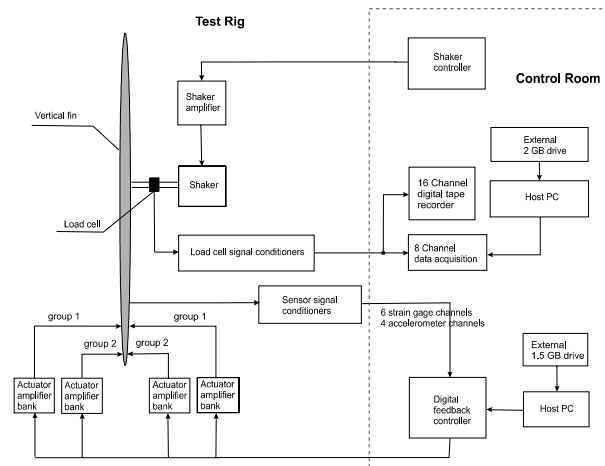 Test Rig
Control Room
Shaker
controller
Shaker
amplifier
Vertical fin
External
2 GB drive
16 Channel
digital tape
recorder
Shaker
Host PC
Load cell
Load cell signal conditioners
8 Channel
data acquisition
Sensor signal
conditioners
6 strain gage channels
4 accelerometer channels
group 1
group 1
group 2
group 2
External
1.5 GB drive
Actuator
amplifier
bank
Actuator
amplifier
bank
Actuator
amplifier
bank
Actuator
amplifier
bank
Digital
feedback
controller
Host PC